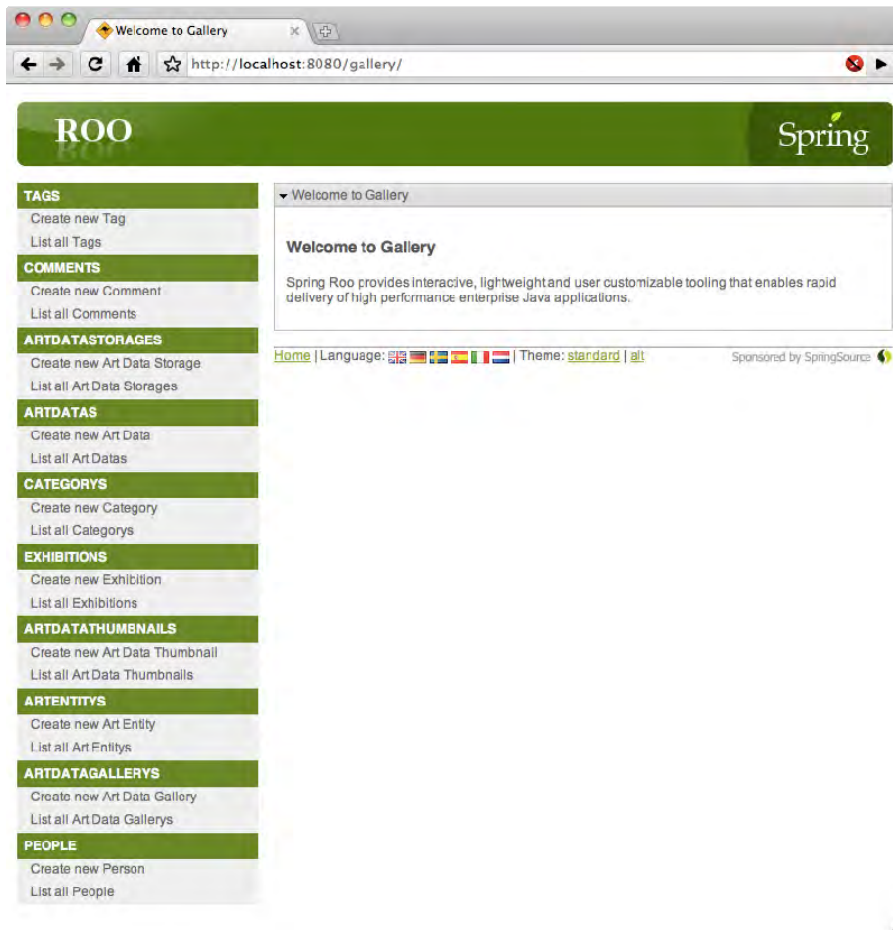 Welcome to Gallery
http://localhost:8080/gallery/
ROO
Spring
TAGS
Create new Tag
List all Tags
COMMENTS
Create new Comment
List all Comments
ARTDATASTORAGES
Create new Art Data Storage
List all Art Data Storages
ARTDATAS
Create new Art Data
List all Art Datas
CATEGORYS
Create new Category
List all Categorys
EXHIBITIONS
Create new Exhibition
List all Exhibitions
ARTDATATHUMBNAILS
Create new Art Data Thumbnail
List all Art Data Thumbnails
ARTENTITYS
Create new Art Entity
List all Art Entitys
ARTDATAGALLERYS
Create new Art Data Gallery
List all Art Data Gallerys
PEOPLE
Create new Person
List all People
Welcome to Gallery
Welcome to Gallery
Spring Roo provides interactive, lightweight and user customizable tooling that enables rapid
delivery of high performance enterprise Java applications.
Home | Language: | Theme: standard | alt
Sponsored by SpringSource